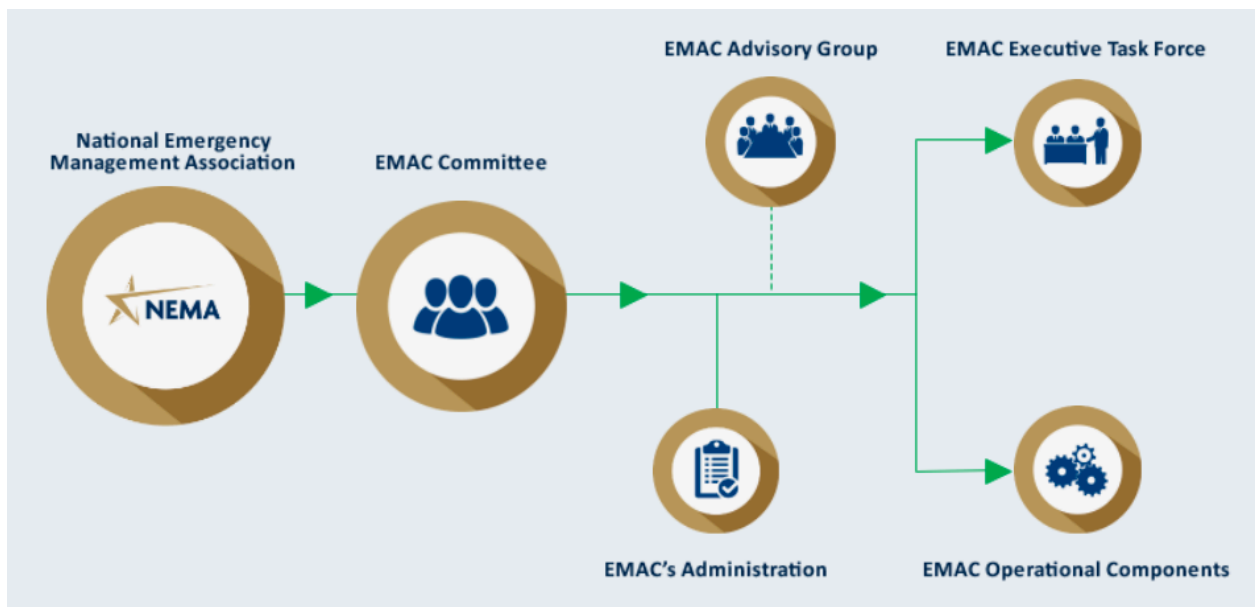 EMAC Advisory Group
EMAC Executive Task Force
National Emergency
Management Association
EMAC Committee
NEMA
EMAC's Administration
EMAC Operational Components